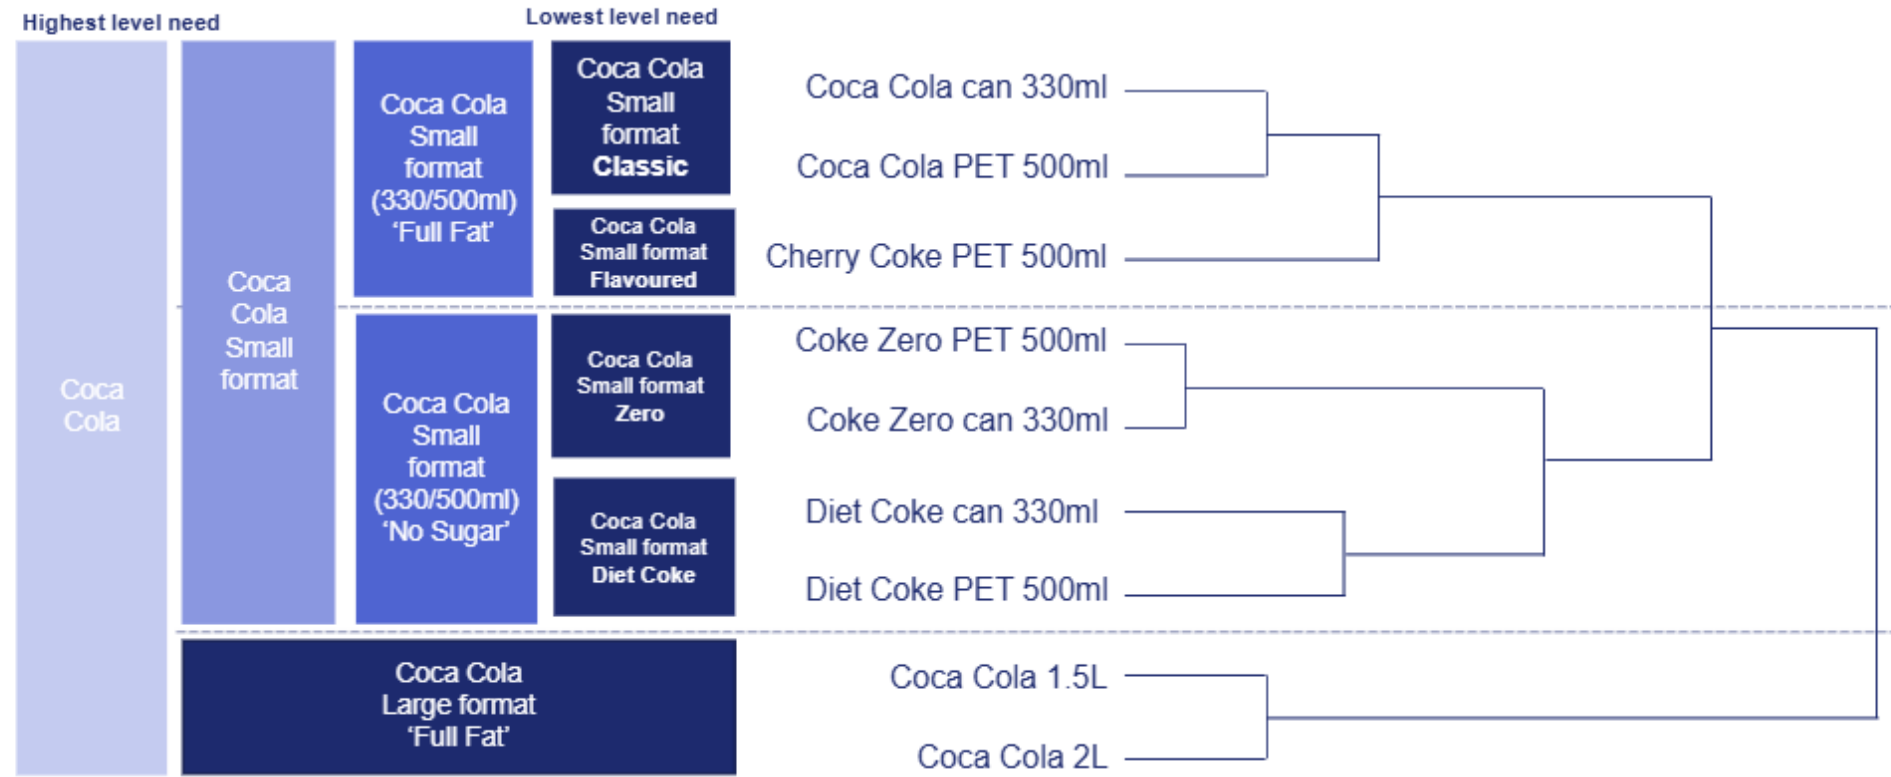 Highest level need
Lowest level need
Coca
Cola
Coca
Cola
Small
format
Coca Cola
Small
format
(330/500ml)
‘Full Fat’
Coca Cola
Small
format
Classic
Coca Cola
Small format
Flavoured
Coca Cola can 330ml
Coca Cola PET 500ml
Cherry Coke PET 500ml
Coca Cola
Small
format
(330/500ml)
‘No Sugar’
Coca Cola
Small format
Zero
Coca Cola
Small format
Diet Coke
Coke Zero PET 500ml
Coke Zero can 330ml
Diet Coke can 330ml
Diet Coke PET 500ml
Coca Cola
Large format
‘Full Fat’
Coca Cola 1.5L
Coca Cola 2L